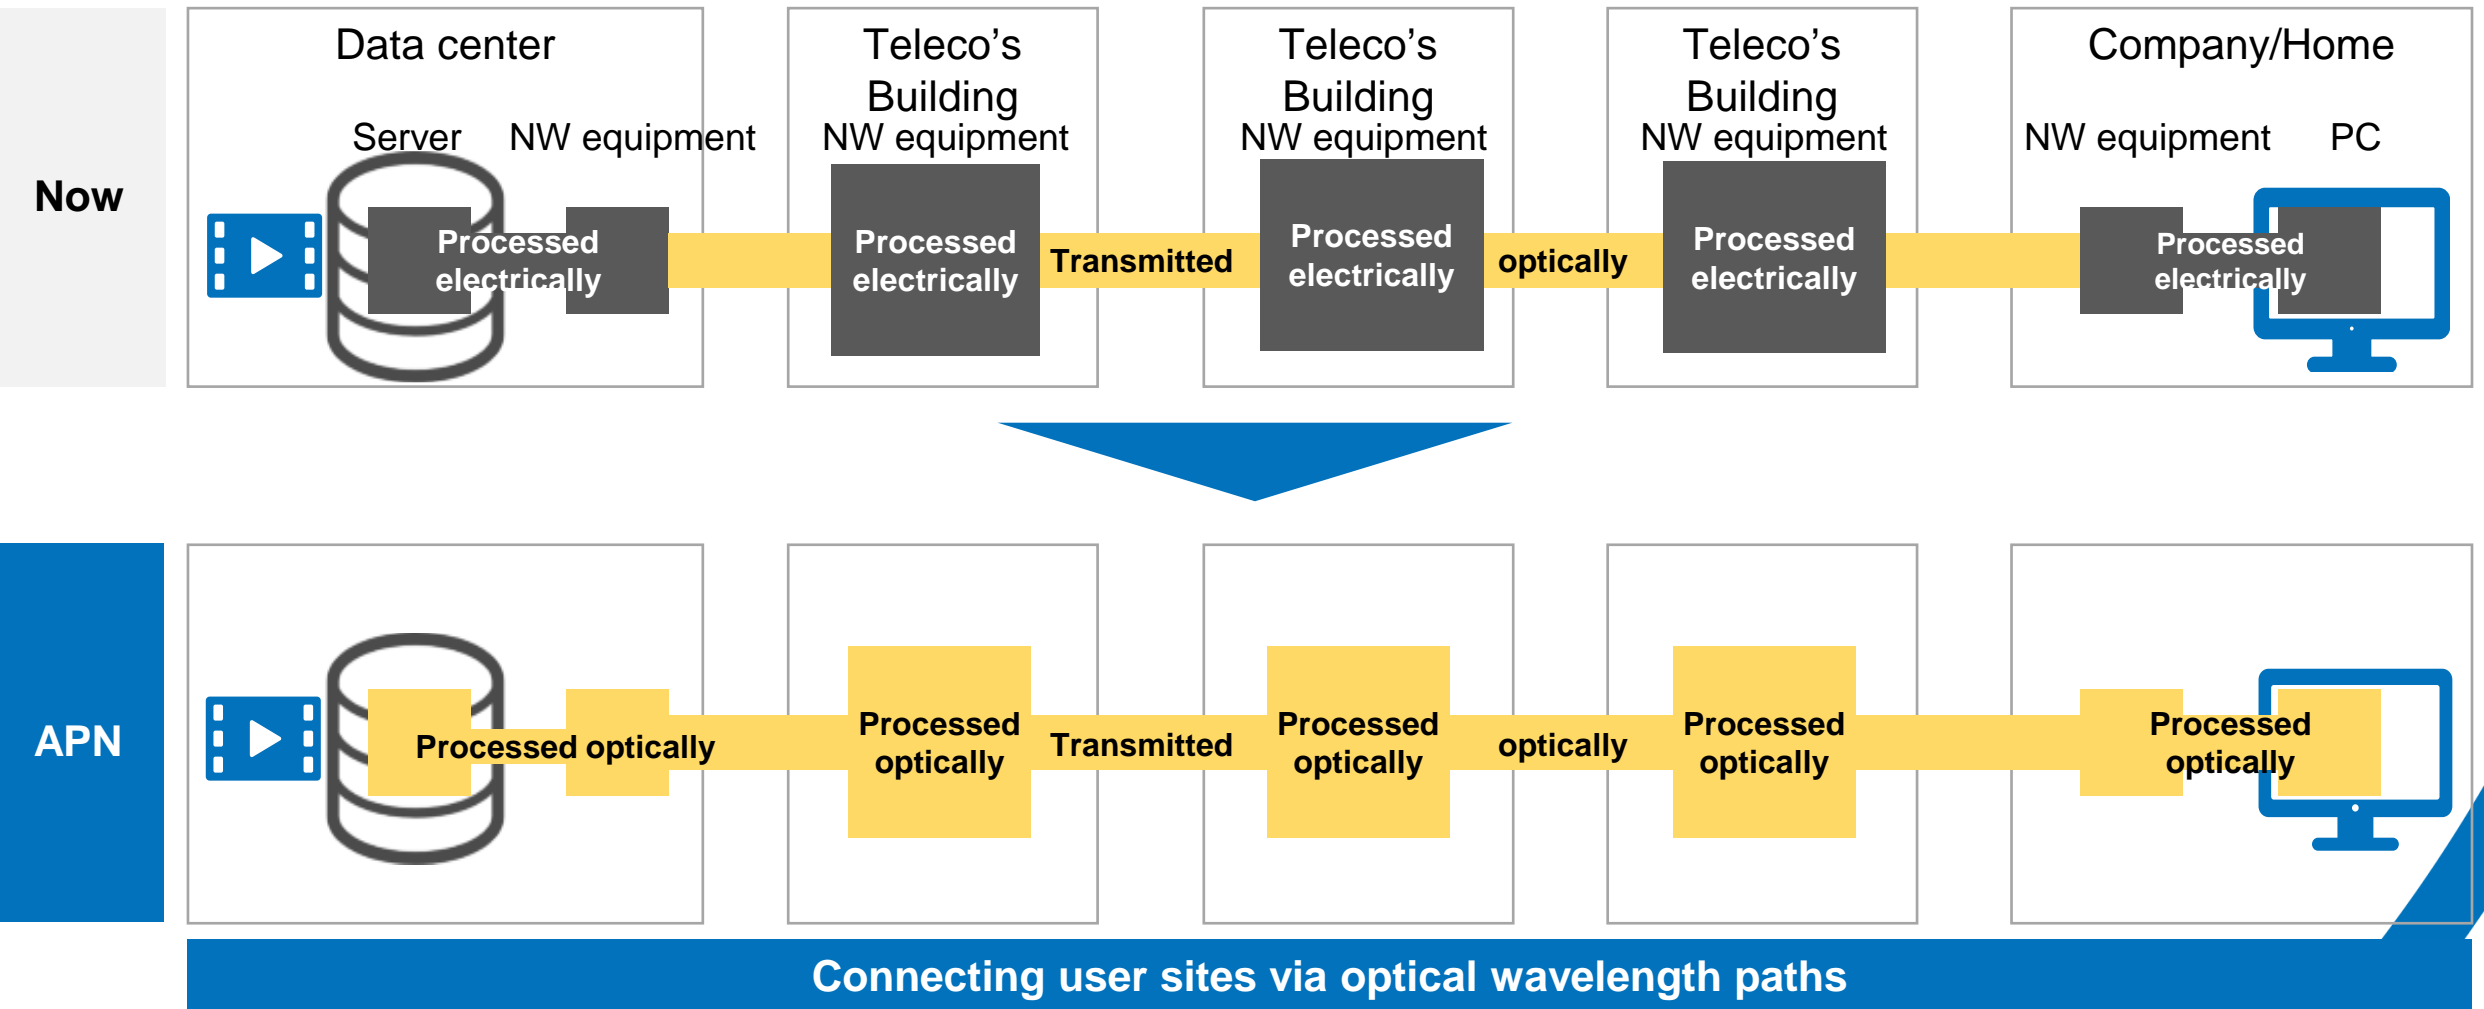 Data center
Teleco’s
Building
Teleco’s
Building
Teleco’s
Building
Company/Home
Server
NW equipment
NW equipment
NW equipment
NW equipment
NW equipment
PC
Now
Processed
electrically
Processed
electrically
Transmitted
Processed
electrically
optically
Processed
electrically
Processed
electrically
APN
Processed optically
Processed
optically
Transmitted
Processed
optically
optically
Processed
optically
Processed
optically
Connecting user sites via optical wavelength paths